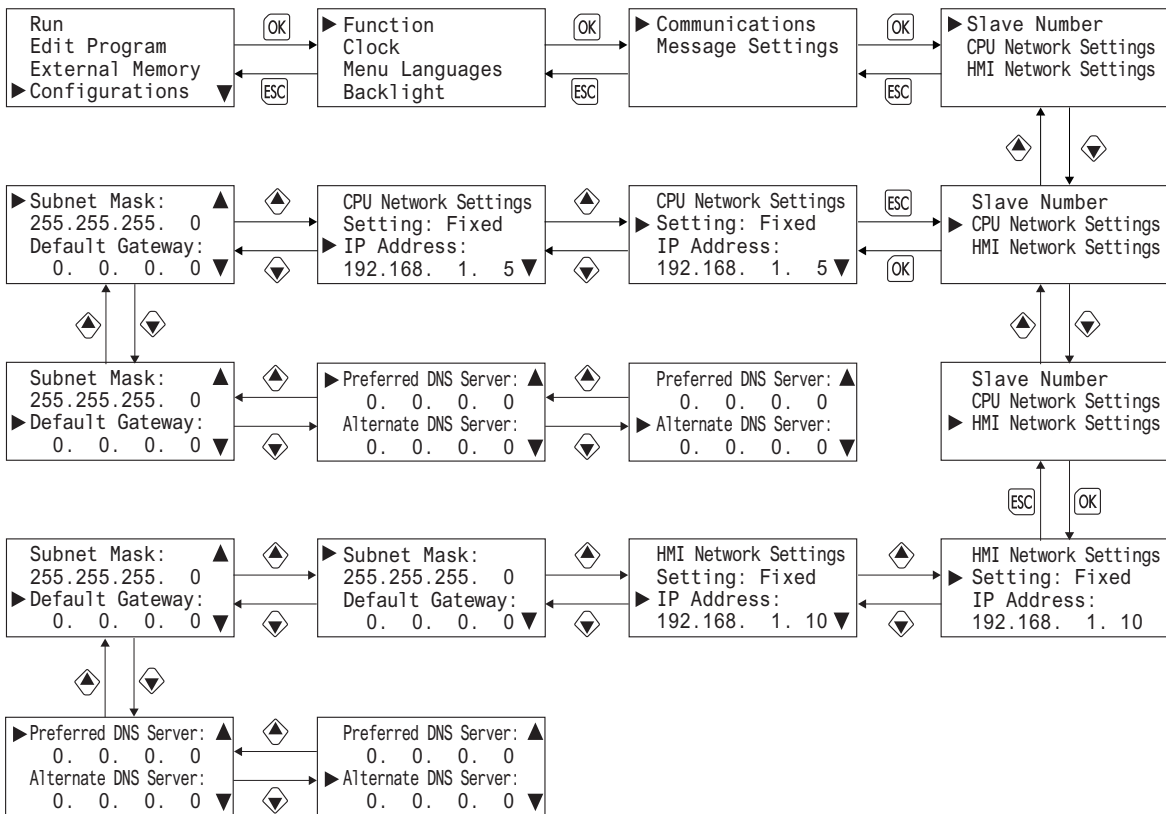 Run
Edit Program
External Memory
▶Configurations ▼
OK
ESC
▶ Function
Clock
Menu Languages
Backlight
OK
ESC
▶ Communications
Message Settings
OK
ESC
▶ Slave Number
CPU Network Settings
HMI Network Settings
▶ Subnet Mask: ▲
255.255.255. 0
Default Gateway:
0. 0. 0. 0 ▼
CPU Network Settings
Setting: Fixed
▶ IP Address:
192.168. 1. 5 ▼
CPU Network Settings
▶ Setting: Fixed
IP Address:
192.168. 1. 5 ▼
ESC
OK
Slave Number
▶ CPU Network Settings
HMI Network Settings
Subnet Mask: ▲
255.255.255. 0
▶Default Gateway:
0. 0. 0. 0 ▼
▶Preferred DNS Server: ▲
0. 0. 0. 0
Alternate DNS Server:
0. 0. 0. 0 ▼
Preferred DNS Server: ▲
0. 0. 0. 0
▶ Alternate DNS Server:
0. 0. 0. 0 ▼
Slave Number
CPU Network Settings
▶ HMI Network Settings
ESC
OK
Subnet Mask: ▲
255.255.255. 0
▶Default Gateway:
0. 0. 0. 0 ▼
▶ Subnet Mask:
255.255.255. 0
Default Gateway:
0. 0. 0. 0 ▼
HMI Network Settings
Setting: Fixed
▶ IP Address:
192.168. 1. 10 ▼
HMI Network Settings
▶ Setting: Fixed
IP Address:
192.168. 1. 10
▶Preferred DNS Server: ▲
0. 0. 0. 0
Alternate DNS Server:
0. 0. 0. 0 ▼
Preferred DNS Server: ▲
0. 0. 0. 0
▶Alternate DNS Server:
0. 0. 0. 0 ▼